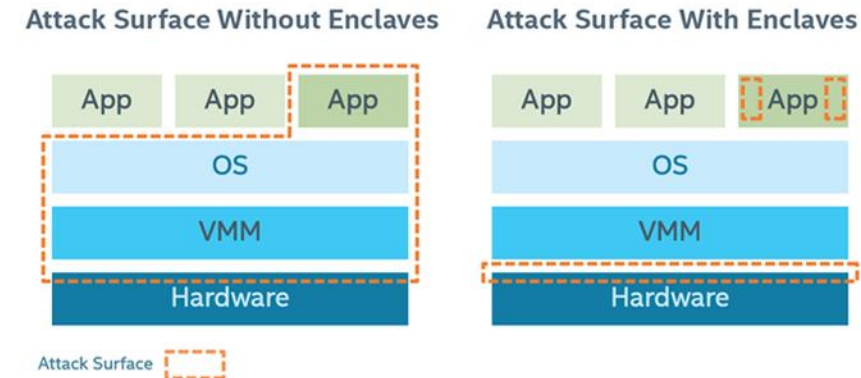 Attack Surface Without Enclaves
App App App
OS
VMM
Hardware
Attack Surface
Attack Surface With Enclaves
App App App
OS
VMM
Hardware